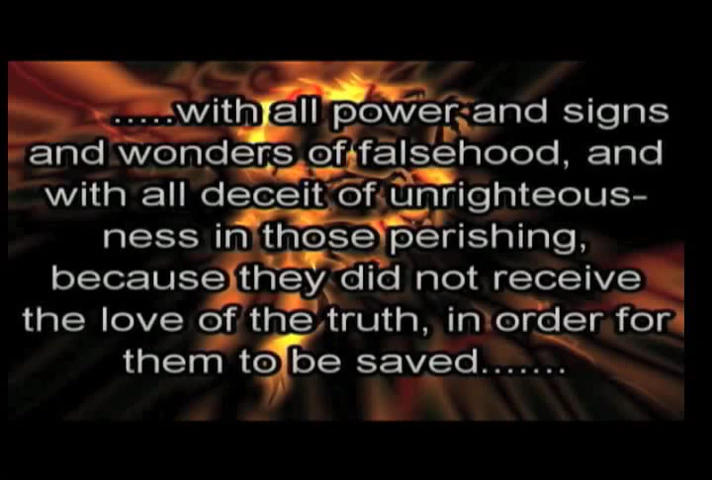 .....with all power and signs
and wonders of falsehood, and
with all deceit of unrighteous-
ness in those perishing,
because they did not receive
the love of the truth, in order for
them to be saved.......